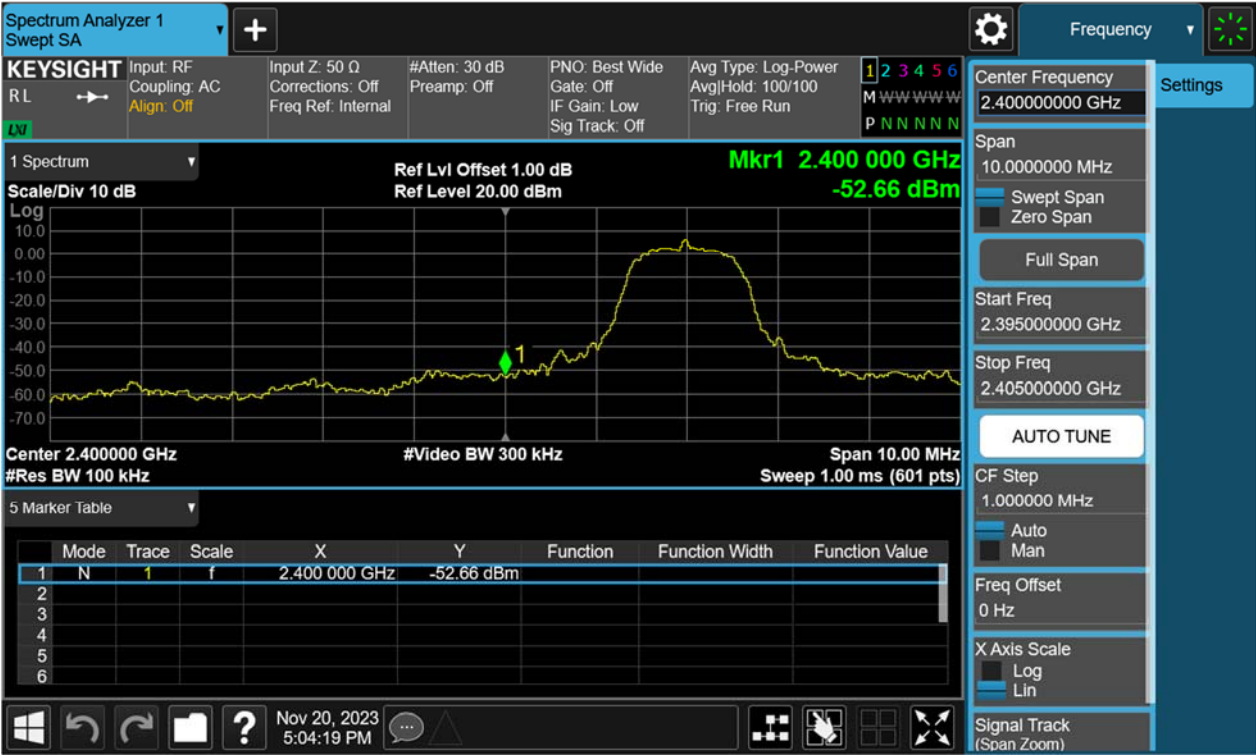 Spectrum Analyzer 1
Swept SA
+
Frequency
KEYSIGHT
RL
LXI
Input: RF
Coupling: AC
Align: Off
Input Z: 50 Ω
Corrections: Off
Freq Ref: Internal
#Atten: 30 dB
Preamp: Off
PNO: Best Wide
Gate: Off
IF Gain: Low
Sig Track: Off
Avg Type: Log-Power
Avg|Hold: 100/100
Trig: Free Run
1 2 3 4 5 6
M W W W W W
P N N N N N
Center Frequency
2.400000000 GHz
Settings
Span
10.0000000 MHz
Swept Span
Zero Span
Full Span
Start Freq
2.395000000 GHz
Stop Freq
2.405000000 GHz
AUTO TUNE
CF Step
1.000000 MHz
Auto
Man
Freq Offset
0 Hz
X Axis Scale
Log
Lin
Signal Track
(Span Zoom)
1 Spectrum
Scale/Div 10 dB
Ref Lvl Offset 1.00 dB
Ref Level 20.00 dBm
Mkr1 2.400 000 GHz
-52.66 dBm
Log
10.0
0.00
-10.0
-20.0
-30.0
-40.0
-50.0
-60.0
-70.0
1
Center 2.400000 GHz
#Video BW 300 kHz
Span 10.00 MHz
#Res BW 100 kHz
Sweep 1.00 ms (601 pts)
5 Marker Table
Mode Trace Scale X Y Function Function Width Function Value
1 N 1 f 2.400 000 GHz -52.66 dBm
2
3
4
5
6
?
Nov 20, 2023
5:04:19 PM